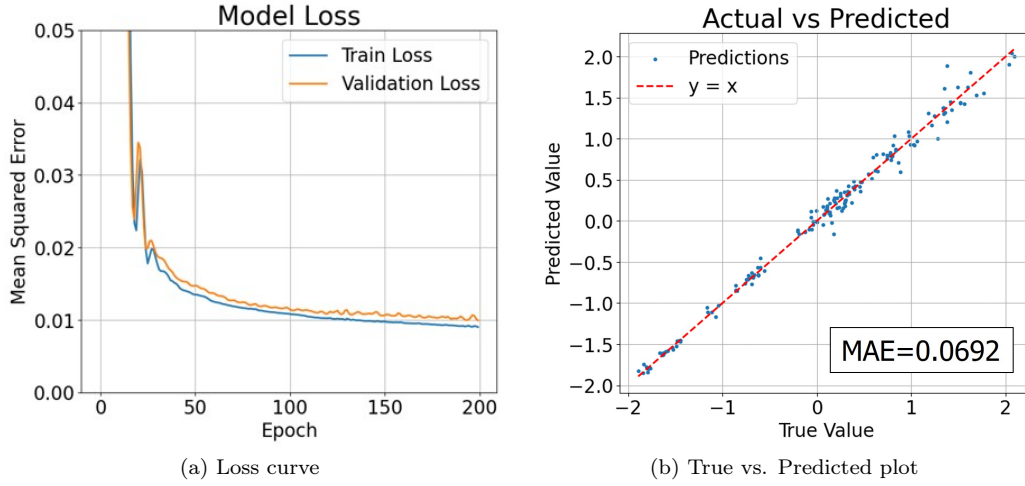 Model Loss
0.05
0.04
0.03
0.02
0.01
0.00
Mean Squared Error
Train Loss
Validation Loss
0
50
100
150
200
Epoch
(a) Loss curve
Actual vs Predicted
2.0
1.5
1.0
0.5
0.0
−0.5
−1.0
−1.5
−2.0
Predicted Value
Predictions
y = x
MAE=0.0692
−2
−1
0
1
2
True Value
(b) True vs. Predicted plot